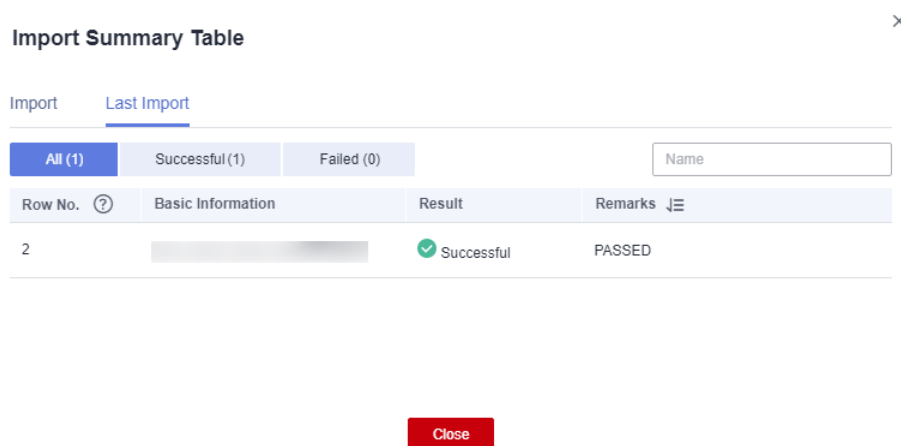 Import Summary Table
Import Last Import
All (1) Successful (1) Failed (0) Name
Row No. ? Basic Information Result Remarks
2 Successful PASSED
Close